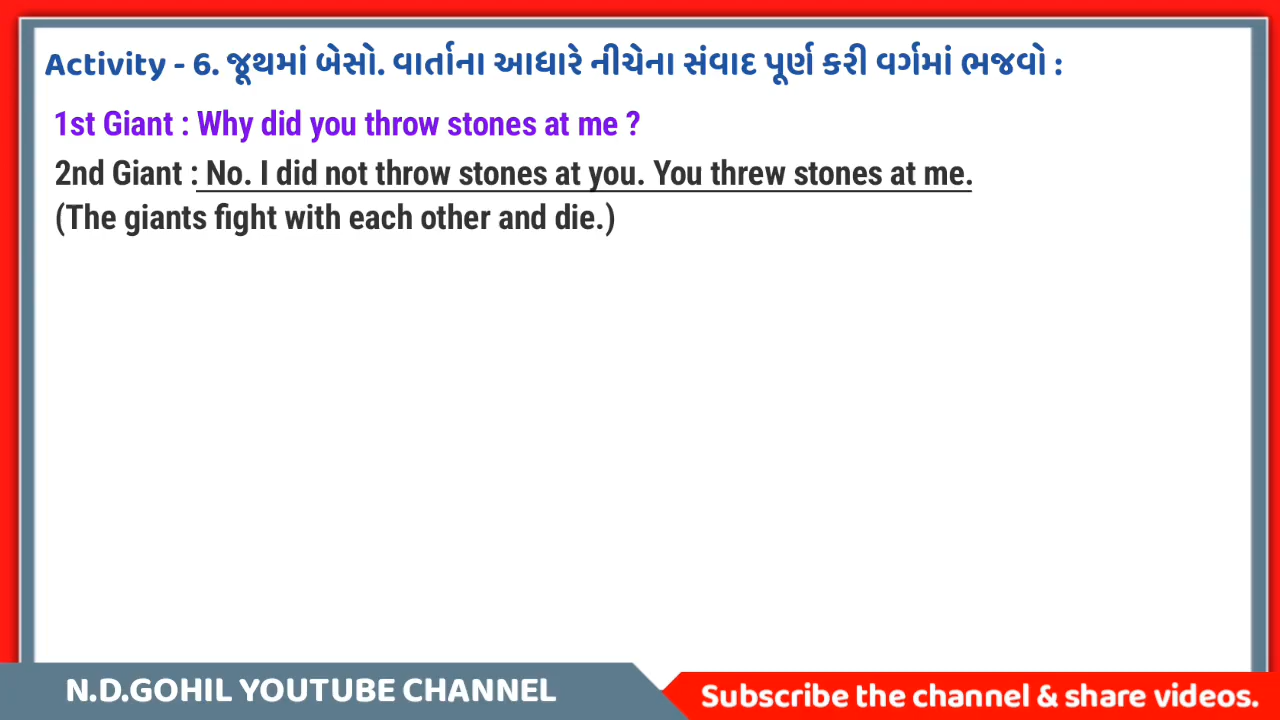 Activity - 6. જૂથમાં બેસો. વાર્તાના આધારે નીચેના સંવાદ પૂર્ણ કરી વર્ગમાં ભજવો :
1st Giant : Why did you throw stones at me ?
2nd Giant : No. I did not throw stones at you. You threw stones at me.
(The giants fight with each other and die.)
N.D.GOHIL YOUTUBE CHANNEL
Subscribe the channel & share videos.